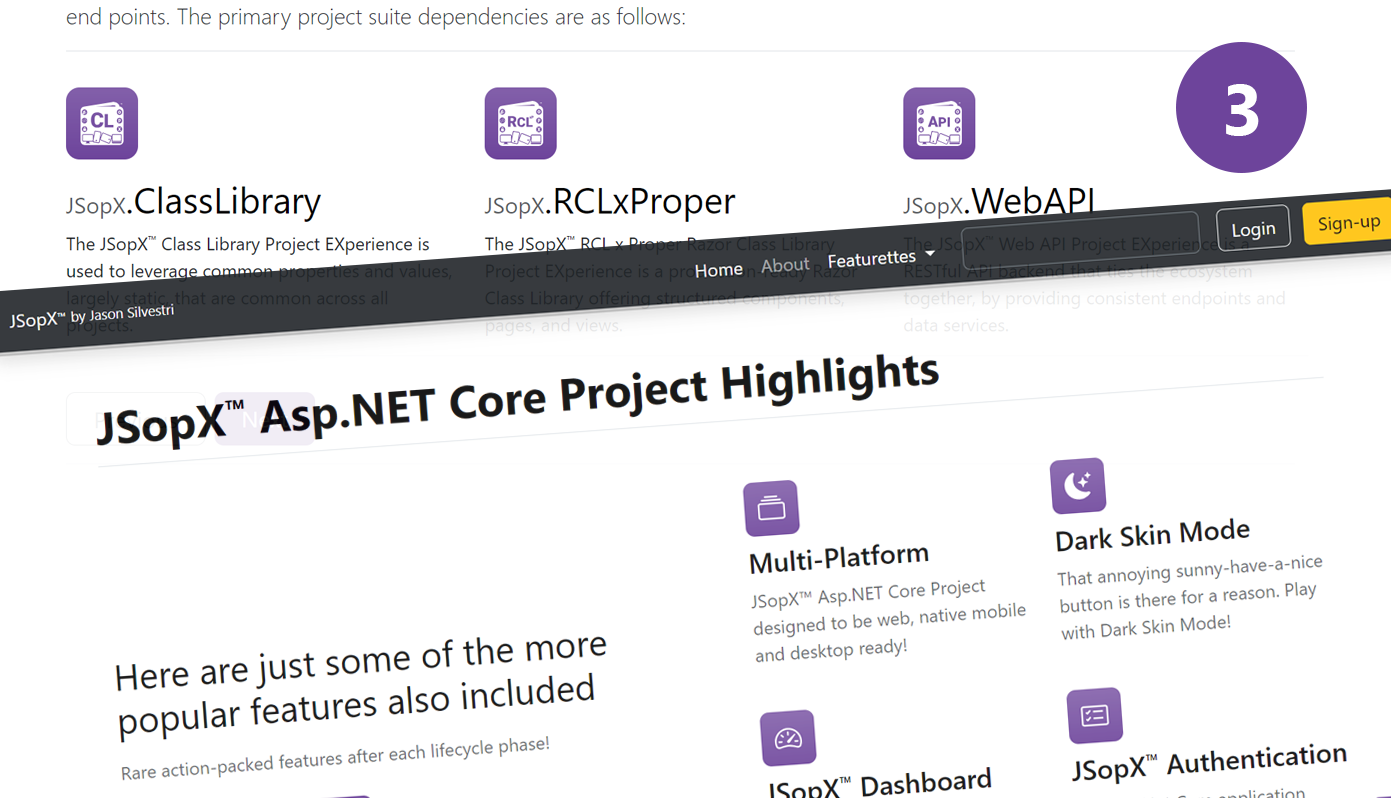 end points. The primary project suite dependencies are as follows:
3
CL
RCL
API
JSopX.ClassLibrary
JSopX.RCLxProper
JSopX.WebAPI
The JSopX™ Class Library Project EXperience is
used to leverage common properties and values,
largely static, that are common across all
projects.
The JSopX™ RCL x Proper Razor Class Library
Project EXperience is a production-ready Razor
Class Library offering structured components,
pages, and views.
The JSopX™ Web API Project EXperience is a
RESTful API backend that ties the ecosystem
together, by providing consistent endpoints and
data services.
JSopX™ by Jason Silvestri
Home
About
Featurettes
Login
Sign-up
JSopX™ Asp.NET Core Project Highlights
Here are just some of the more
popular features also included
Rare action-packed features after each lifecycle phase!
Multi-Platform
JSopX™ Asp.NET Core Project
designed to be web, native mobile
and desktop ready!
Dark Skin Mode
That annoying sunny-have-a-nice
button is there for a reason. Play
with Dark Skin Mode!
JSopX™ Dashboard
JSopX™ Authentication
Core application